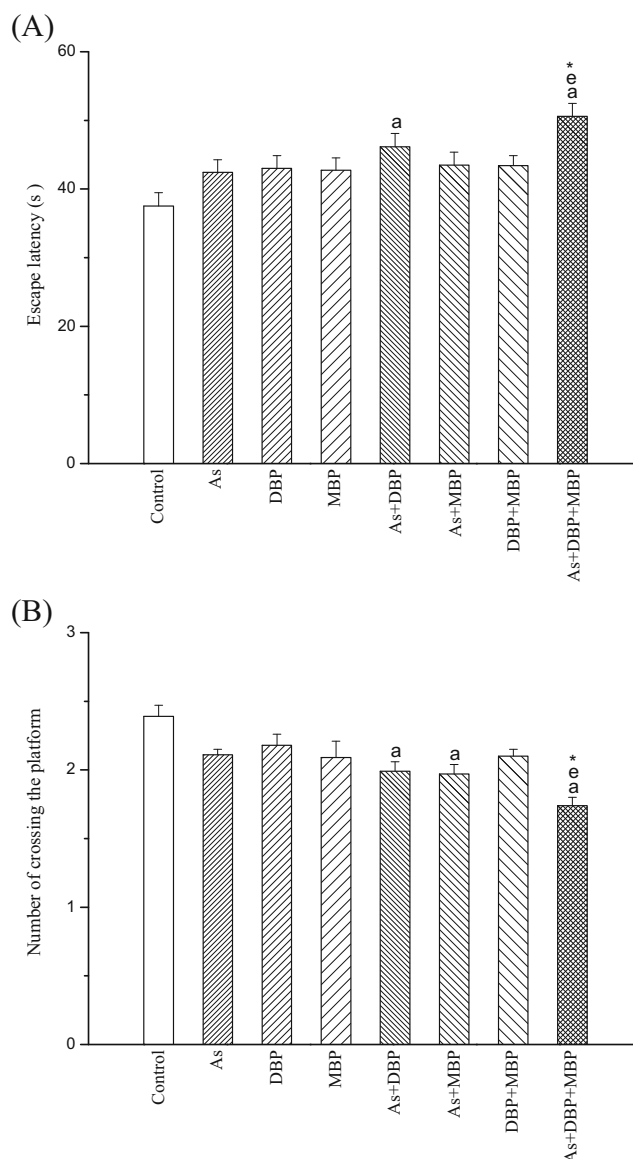 (A)
60
40
20
0
Escape latency (s)
a
*
e
a
Control
As
DBP
MBP
As+DBP
As+MBP
DBP+MBP
As+DBP+MBP
(B)
3
2
1
0
Number of crossing the platform
a
a
*
e
a
Control
As
DBP
MBP
As+DBP
As+MBP
DBP+MBP
As+DBP+MBP